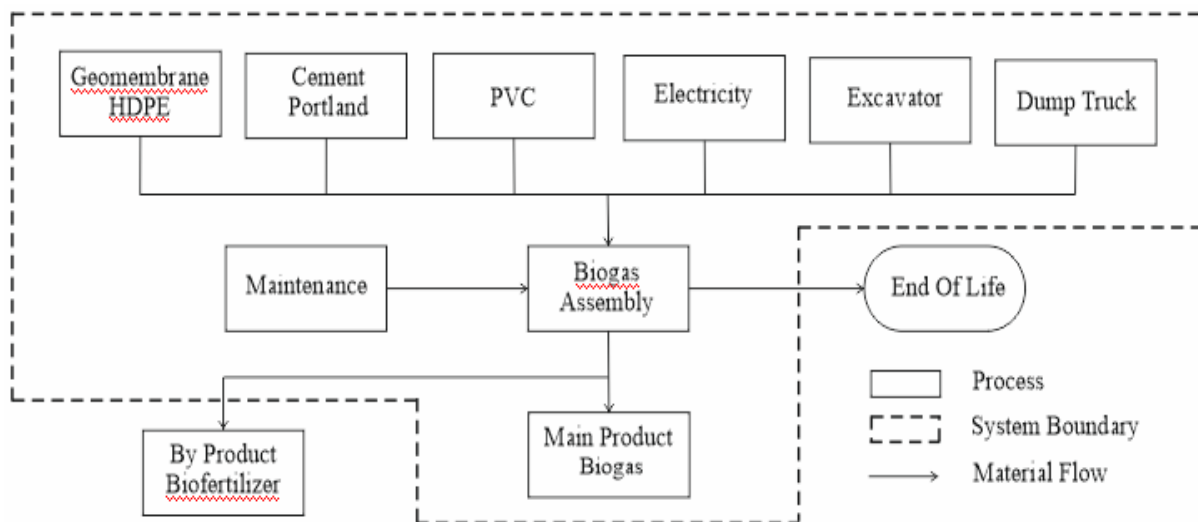 Geomembrane
HDPE
Cement
Portland
PVC
Electricity
Excavator
Dump Truck
Maintenance
Biogas
Assembly
End Of Life
Process
System Boundary
Material Flow
By Product
Biofertilizer
Main Product
Biogas